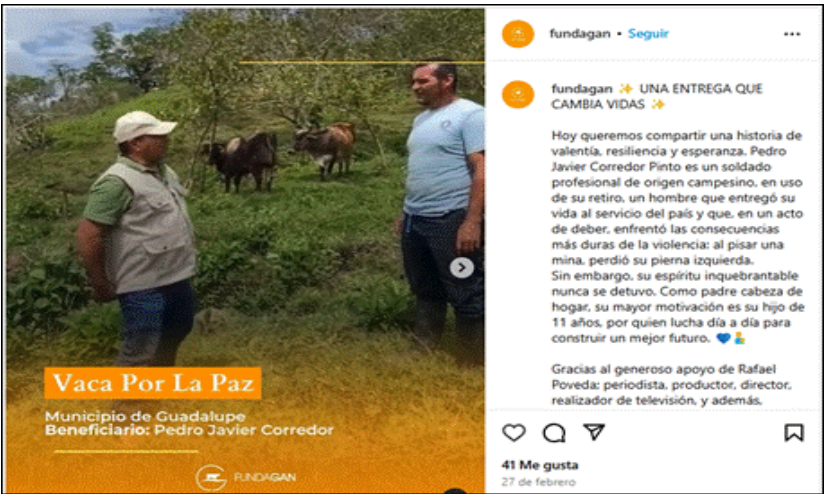 Vaca Por La Paz
Municipio de Guadalupe
Beneficiario: Pedro Javier Corredor
FUNDAGAN
fundagan • Seguir
fundagan ✨ UNA ENTREGA QUE
CAMBIA VIDAS ✨
Hoy queremos compartir una historia de
valentía, resiliencia y esperanza. Pedro
Javier Corredor Pinto es un soldado
profesional de origen campesino, en uso
de su retiro, un hombre que entregó su
vida al servicio del país y que, en un acto
de deber, enfrentó las consecuencias
más duras de la violencia: al pisar una
mina, perdió su pierna izquierda.
Sin embargo, su espíritu inquebrantable
nunca se detuvo. Como padre cabeza de
hogar, su mayor motivación es su hijo de
11 años, por quien lucha día a día para
construir un mejor futuro.
Gracias al generoso apoyo de Rafael
Poveda: periodista, productor, director,
realizador de televisión, y además,
41 Me gusta
27 de febrero